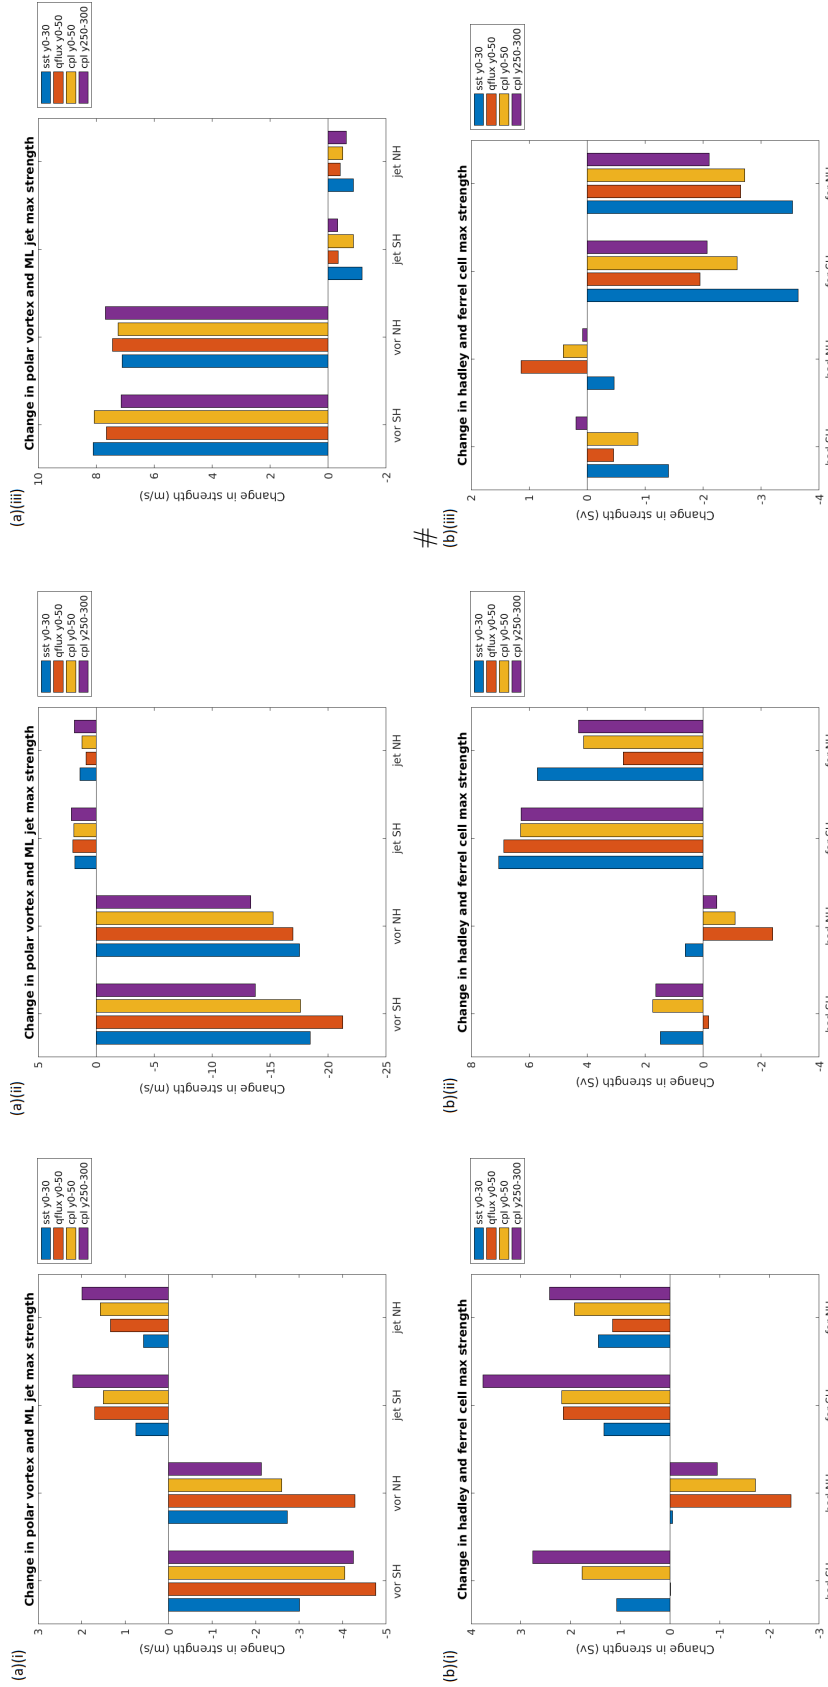 (a)(i)
Change in polar vortex and ML jet max strength
sst y0-30
qflux y0-50
cpl y0-50
cpl y250-300
3
2
1
0
-1
-2
-3
-4
-5
Change in strength (m/s)
vor SH
vor NH
jet SH
jet NH
(a)(ii)
Change in polar vortex and ML jet max strength
sst y0-30
qflux y0-50
cpl y0-50
cpl y250-300
5
0
-5
-10
-15
-20
-25
Change in strength (m/s)
vor SH
vor NH
jet SH
jet NH
(a)(iii)
Change in polar vortex and ML jet max strength
sst y0-30
qflux y0-50
cpl y0-50
cpl y250-300
10
8
6
4
2
0
-2
Change in strength (m/s)
vor SH
vor NH
jet SH
jet NH
(b)(i)
Change in hadley and ferrel cell max strength
sst y0-30
qflux y0-50
cpl y0-50
cpl y250-300
4
3
2
1
0
-1
-2
-3
Change in strength (Sv)
(b)(ii)
Change in hadley and ferrel cell max strength
sst y0-30
qflux y0-50
cpl y0-50
cpl y250-300
8
6
4
2
0
-2
-4
Change in strength (Sv)
#
(b)(iii)
Change in hadley and ferrel cell max strength
sst y0-30
qflux y0-50
cpl y0-50
cpl y250-300
2
1
0
-1
-2
-3
-4
Change in strength (Sv)